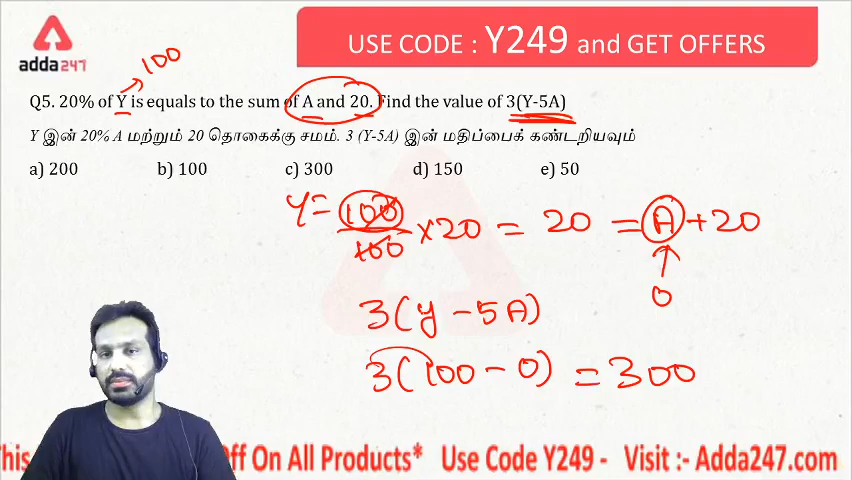 USE CODE : Y249 and GET OFFERS
adda247
100
Q5. 20% of Y is equals to the sum of A and 20. Find the value of 3(Y-5A)
Y இன் 20% A மற்றும் 20 தொகைக்கு சமம். 3 (Y-5A) இன் மதிப்பைக் கண்டறியவும்
a) 200 b) 100 c) 300 d) 150 e) 50
y = 100/100 × 20 = 20 = A + 20
0
3(y - 5A)
3(100 - 0) = 300
This Off On All Products* Use Code Y249 - Visit :- Adda247.com